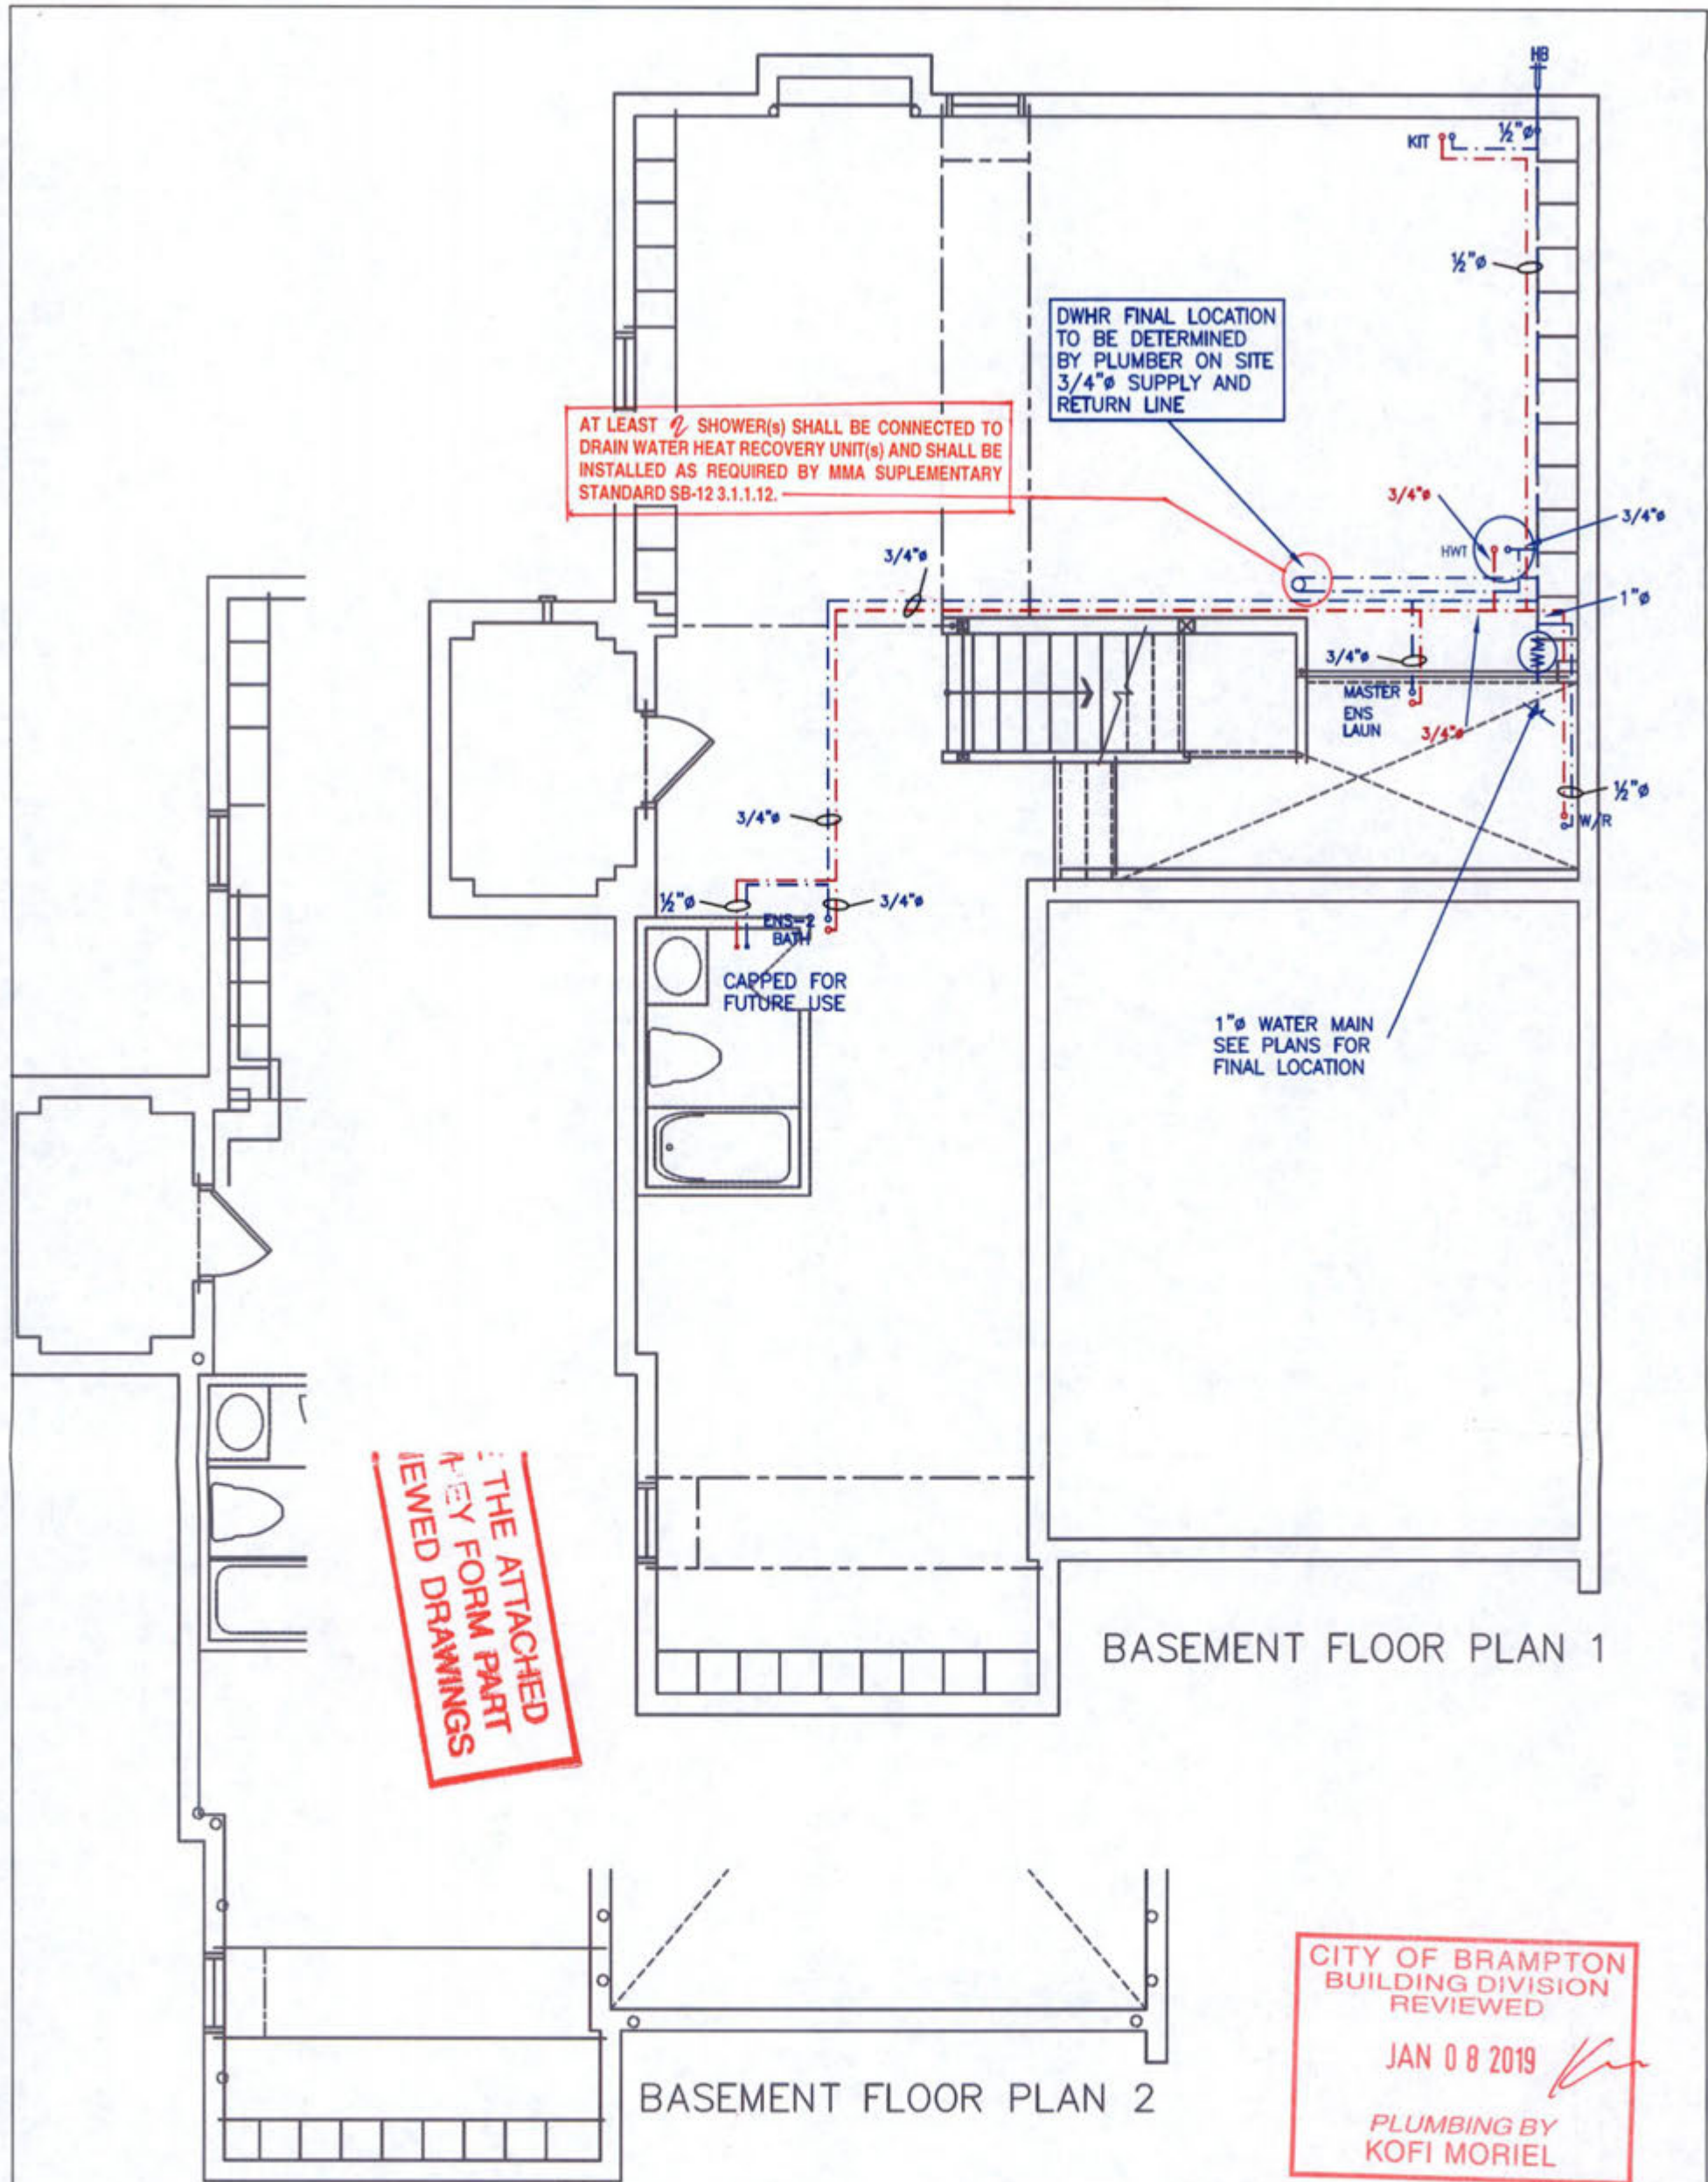 HB
KIT
½"ø
½"ø
DWHR FINAL LOCATION
TO BE DETERMINED
BY PLUMBER ON SITE
3/4"ø SUPPLY AND
RETURN LINE
AT LEAST 2 SHOWER(s) SHALL BE CONNECTED TO
DRAIN WATER HEAT RECOVERY UNIT(s) AND SHALL BE
INSTALLED AS REQUIRED BY MMA SUPLEMENTARY
STANDARD SB-12 3.1.1.12.
3/4"ø
3/4"ø
HWT
3/4"ø
1"ø
3/4"ø
WM
MASTER
ENS
LAUN
3/4"ø
½"ø
W/R
3/4"ø
½"ø
3/4"ø
ENS-2
BATH
CAPPED FOR
FUTURE USE
1"ø WATER MAIN
SEE PLANS FOR
FINAL LOCATION
THE ATTACHED
HEY FORM PART
IEWED DRAWINGS
BASEMENT FLOOR PLAN 1
BASEMENT FLOOR PLAN 2
CITY OF BRAMPTON
BUILDING DIVISION
REVIEWED
JAN 08 2019
PLUMBING BY
KOFI MORIEL